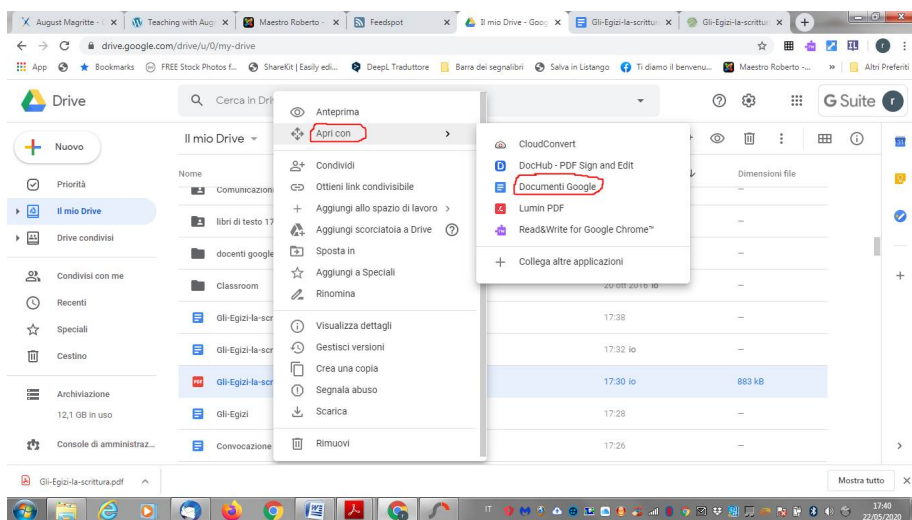 August Magritte - G
Teaching with Aug
Maestro Roberto -
Feedspot
Il mio Drive - Goog
Gli-Egizi-la-scrittur
Gli-Egizi-la-scrittur
drive.google.com/drive/u/0/my-drive
App
Bookmarks
FREE Stock Photos f...
ShareKit | Easily edi...
DeepL Traduttore
Barra dei segnalibri
Salva in Listango
Ti diamo il benvenu...
Maestro Roberto -...
»
Altri Preferiti
Drive
Cerca in Dri
G Suite
r
Nuovo
Priorità
Il mio Drive
Drive condivisi
Condivisi con me
Recenti
Speciali
Cestino
Archiviazione
12,1 GB in uso
Console di amministraz...
Il mio Drive
Nome
Dimensioni file
Comunicazion
libri di testo 17
docenti google
Classroom
20 ott 2016 io
Gli-Egizi-la-scr
17:38
Gli-Egizi-la-scr
17:32 io
PDF
Gli-Egizi-la-scr
17:30 io
883 kB
Gli-Egizi
17:28
Convocazione
17:26
Anteprima
Apri con
Condividi
Ottieni link condivisibile
Aggiungi allo spazio di lavoro
Aggiungi scorciatoia a Drive
Sposta in
Aggiungi a Speciali
Rinomina
Visualizza dettagli
Gestisci versioni
Crea una copia
Segnala abuso
Scarica
Rimuovi
CloudConvert
DocHub - PDF Sign and Edit
Documenti Google
Lumin PDF
Read&Write for Google Chrome™
Collega altre applicazioni
Gli-Egizi-la-scrittura.pdf
Mostra tutto
IT
17:40
22/05/2020